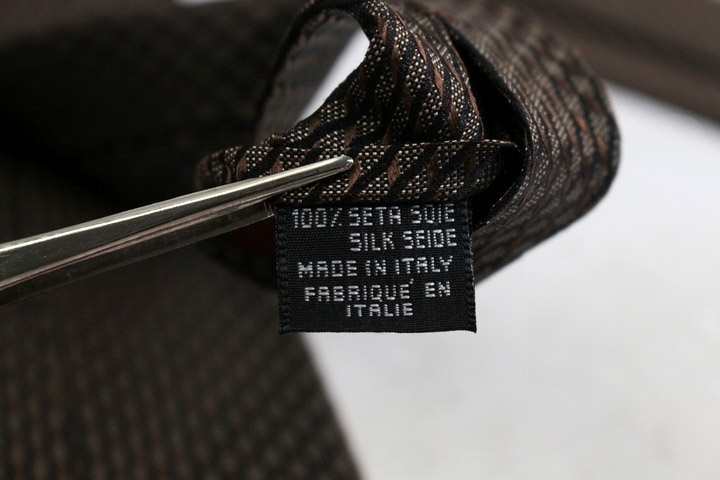 100% SETA SOIE
SILK SEIDE
MADE IN ITALY
FABRIQUÉ EN
ITALIE